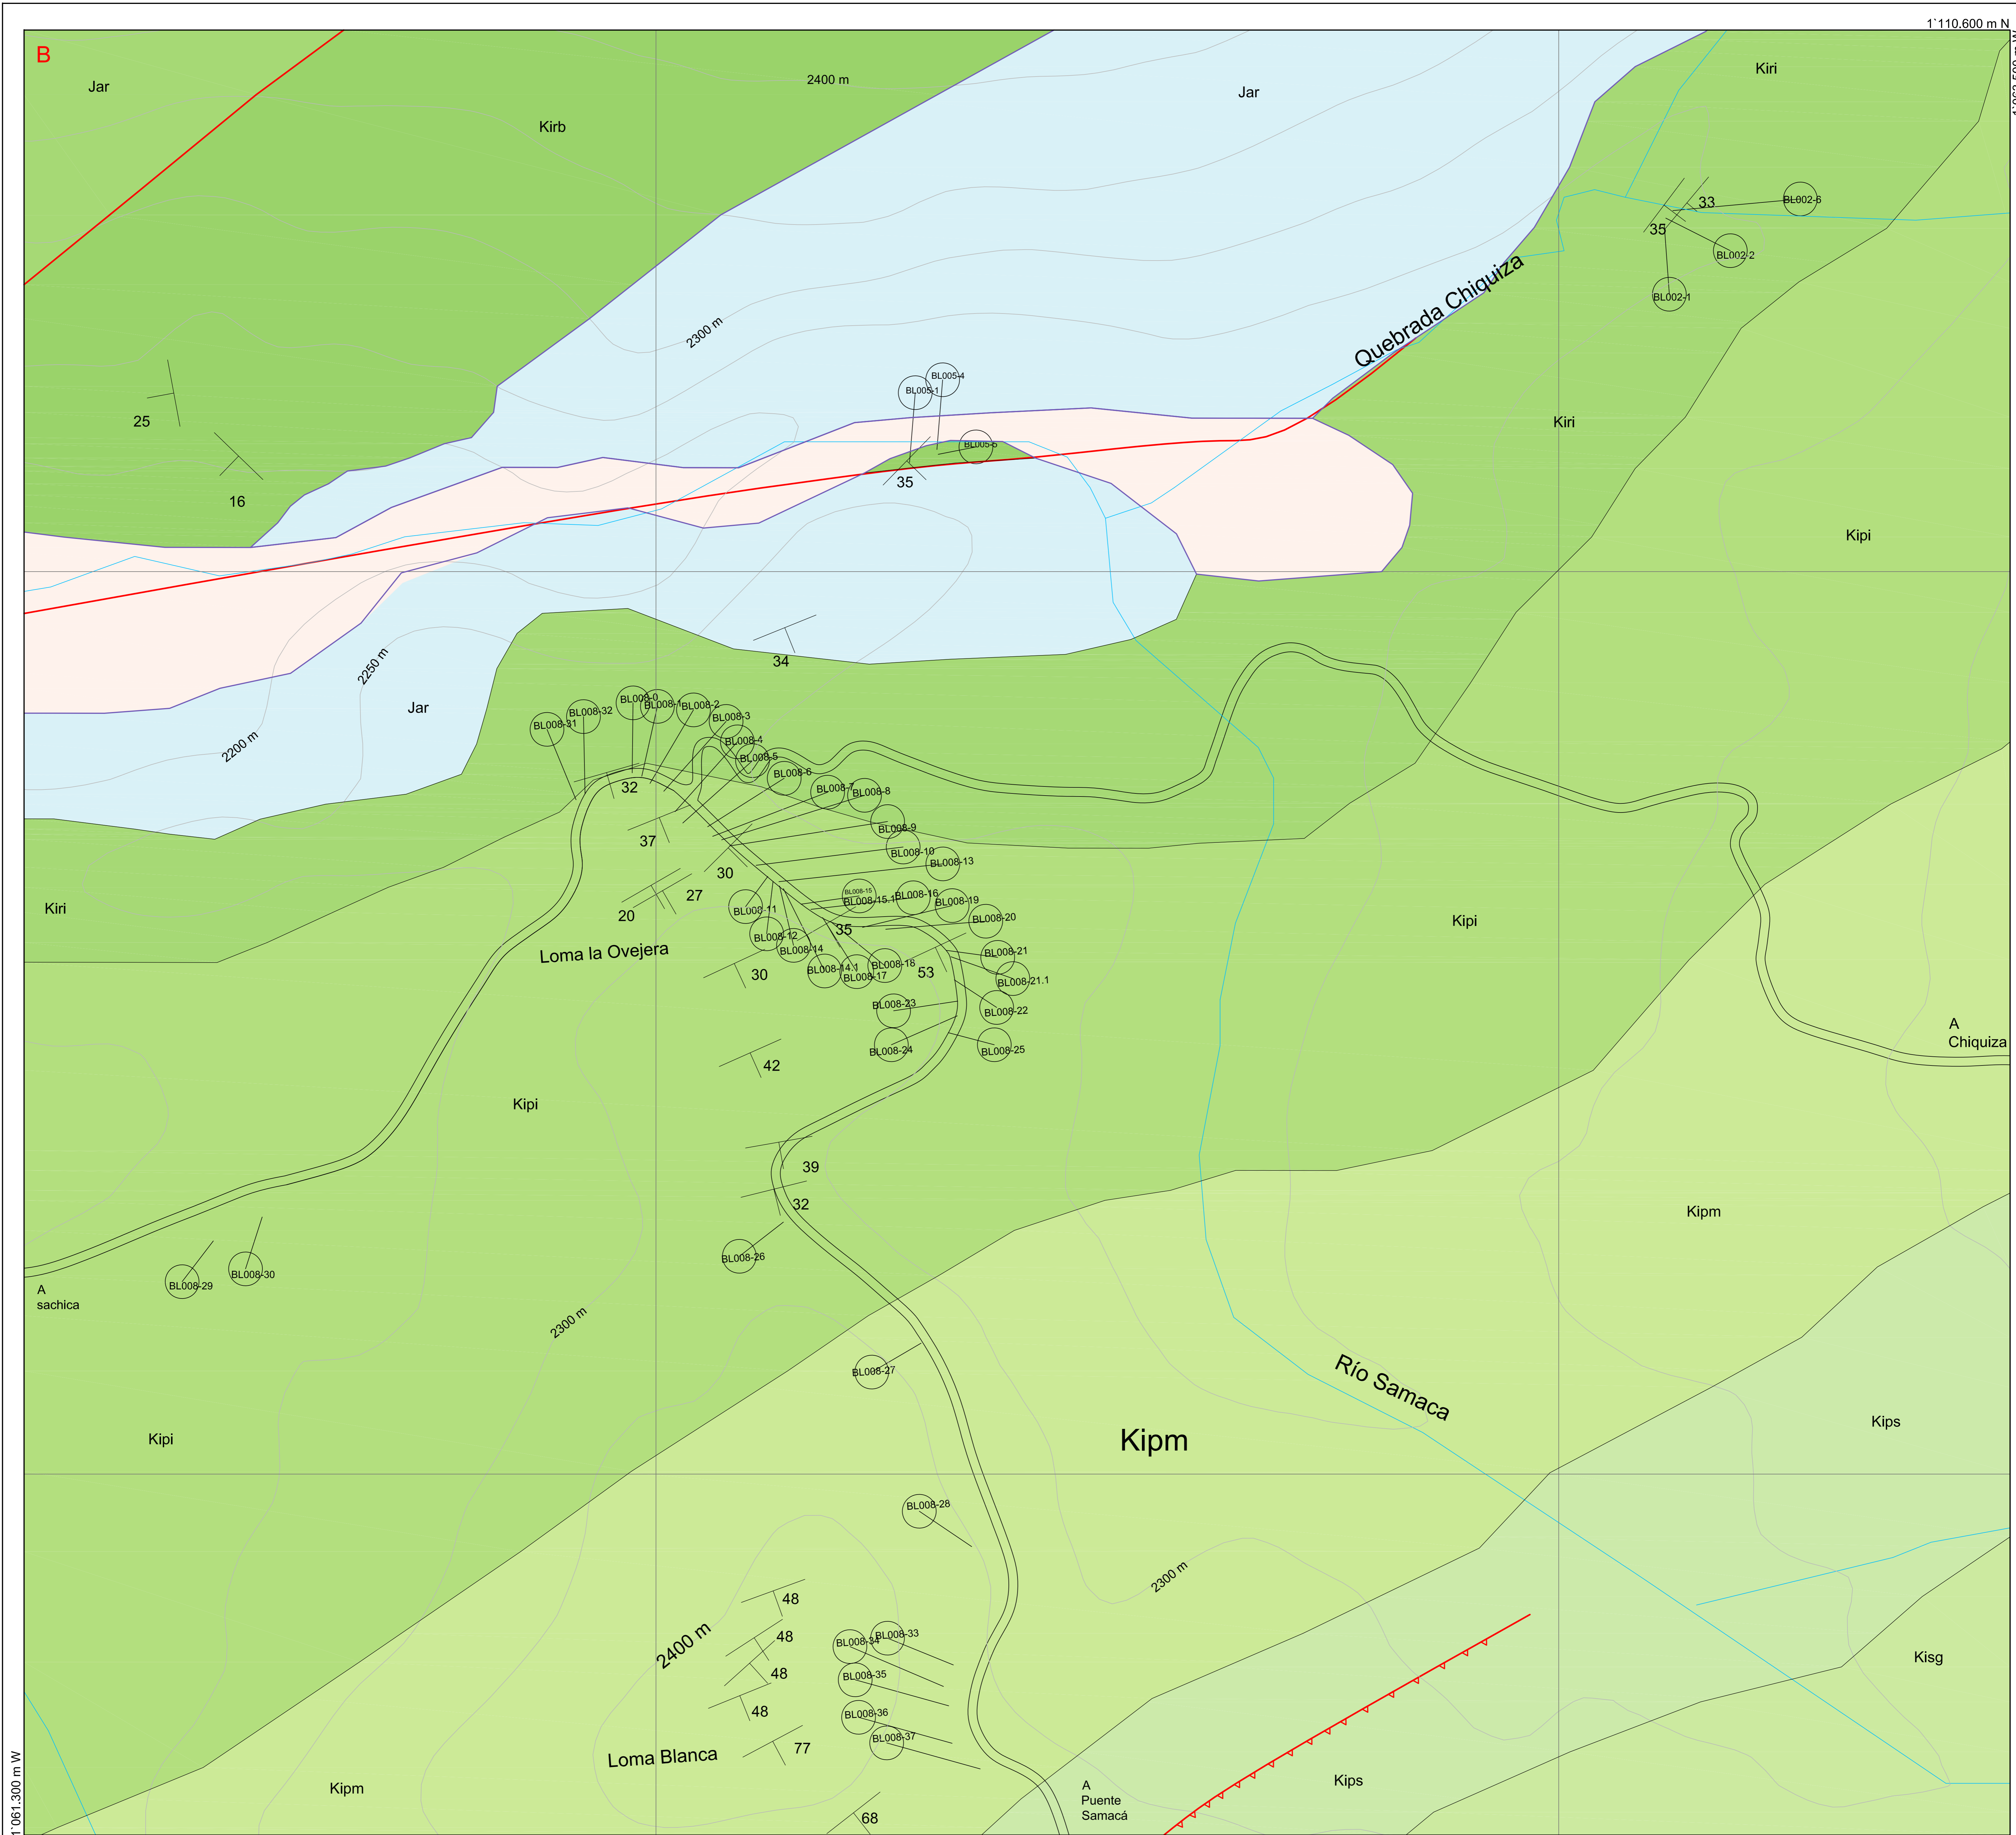 1`110.600 m N
B
Jar
Kirb
2400 m
Jar
Kiri
BL002-6
33
35
BL002-2
BL002-1
Quebrada Chiquiza
2300 m
BL005-4
BL005-1
BL005-5
35
25
16
Kiri
Kipi
34
2250 m
2200 m
Jar
BL008-31
BL008-32
BL008-0
BL008-1
BL008-2
BL008-3
BL008-4
BL008-5
BL008-6
BL008-7
BL008-8
BL008-9
BL008-10
BL008-13
32
37
30
27
20
BL008-11
BL008-12
BL008-14
BL008-14.1
BL008-15
BL008-15.1
BL008-16
BL008-19
BL008-20
35
BL008-17
BL008-18
BL008-21
BL008-21.1
53
BL008-22
BL008-23
BL008-24
BL008-25
Kiri
Loma la Ovejera
30
42
Kipi
Kipi
A
Chiquiza
39
32
BL008-26
Kipm
BL008-29
BL008-30
A
sachica
2300 m
BL008-27
Río Samaca
Kipi
Kipm
Kips
BL008-28
2300 m
48
48
48
48
77
68
2400 m
BL008-33
BL008-34
BL008-35
BL008-36
BL008-37
Loma Blanca
Kipm
A
Puente
Samacá
Kips
Kisg
1`061.300 m W